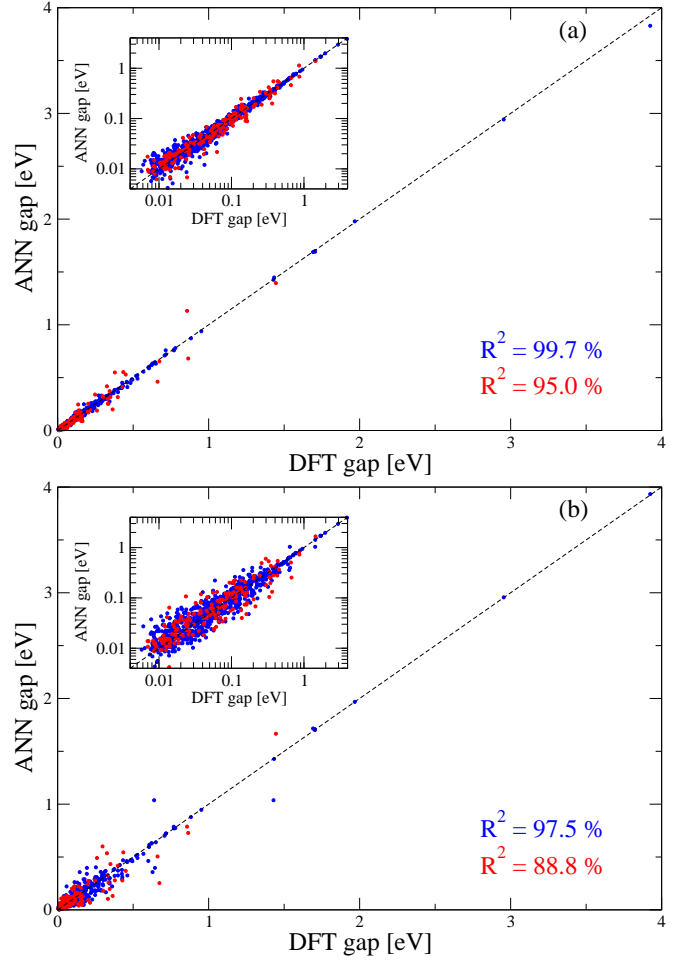 (a)
4
3
2
1
0
ANN gap [eV]
1
0.1
0.01
ANN gap [eV]
0.01 0.1 1
DFT gap [eV]
R² = 99.7 %
R² = 95.0 %
0 1 2 3 4
DFT gap [eV]
(b)
4
3
2
1
0
ANN gap [eV]
1
0.1
0.01
ANN gap [eV]
0.01 0.1 1
DFT gap [eV]
R² = 97.5 %
R² = 88.8 %
0 1 2 3 4
DFT gap [eV]